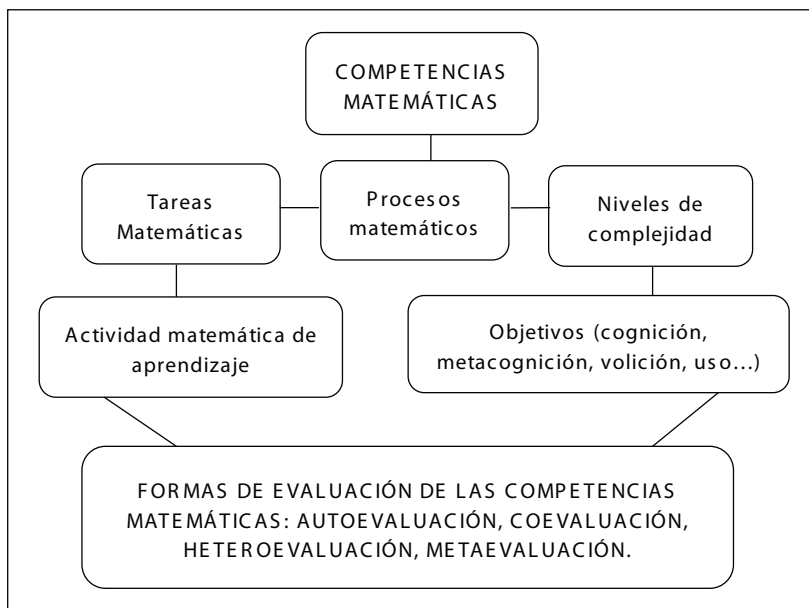 COMPETENCIAS
MATEMÁTICAS
Tareas
Matemáticas
Procesos
matemáticos
Niveles de
complejidad
Actividad matemática de
aprendizaje
Objetivos (cognición,
metacognición, volición, uso...)
FORMAS DE EVALUACIÓN DE LAS COMPETENCIAS
MATEMÁTICAS: AUTOEVALUACIÓN, COEVALUACIÓN,
HETEROEVALUACIÓN, METAEVALUACIÓN.